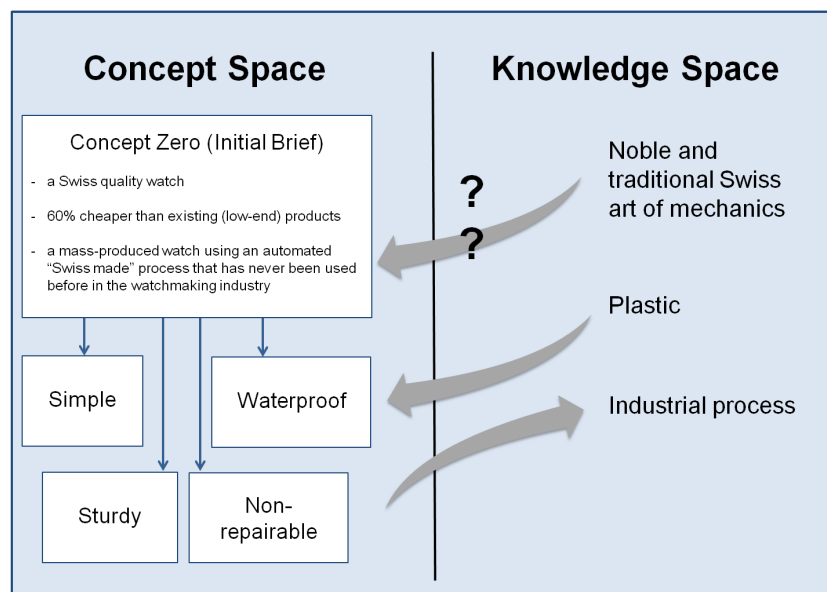 Concept Space
Knowledge Space
Concept Zero (Initial Brief)
- a Swiss quality watch
- 60% cheaper than existing (low-end) products
- a mass-produced watch using an automated
“Swiss made” process that has never been used
before in the watchmaking industry
?
?
Noble and
traditional Swiss
art of mechanics
Plastic
Industrial process
Simple
Waterproof
Sturdy
Non-
repairable